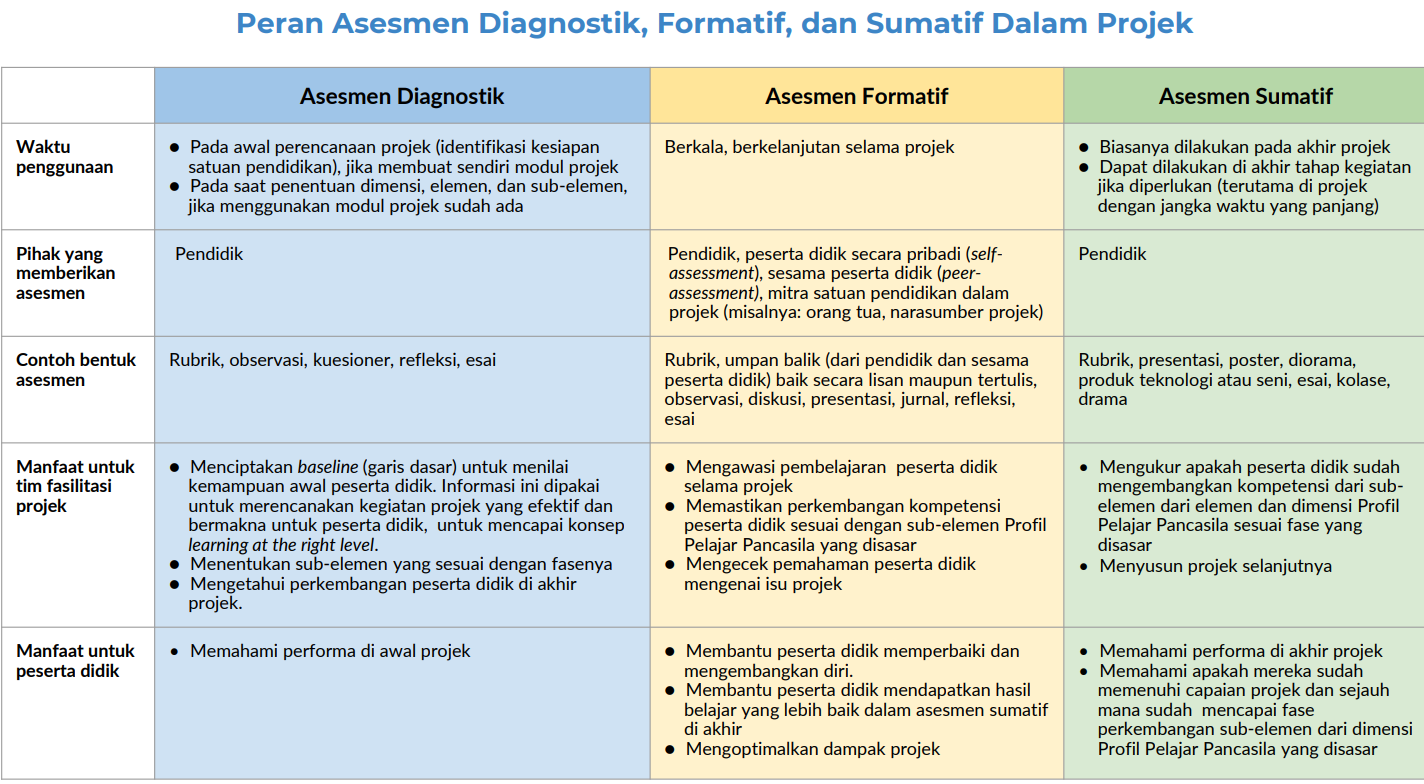 Peran Asesmen Diagnostik, Formatif, dan Sumatif Dalam Projek
Asesmen Diagnostik
Asesmen Formatif
Asesmen Sumatif
Waktu
penggunaan
● Pada awal perencanaan projek (identifikasi kesiapan
satuan pendidikan), jika membuat sendiri modul projek
● Pada saat penentuan dimensi, elemen, dan sub-elemen,
jika menggunakan modul projek sudah ada
Berkala, berkelanjutan selama projek
● Biasanya dilakukan pada akhir projek
● Dapat dilakukan di akhir tahap kegiatan
jika diperlukan (terutama di projek
dengan jangka waktu yang panjang)
Pihak yang
memberikan
asesmen
Pendidik
Pendidik, peserta didik secara pribadi (self-
assessment), sesama peserta didik (peer-
assessment), mitra satuan pendidikan dalam
projek (misalnya: orang tua, narasumber projek)
Pendidik
Contoh bentuk
asesmen
Rubrik, observasi, kuesioner, refleksi, esai
Rubrik, umpan balik (dari pendidik dan sesama
peserta didik) baik secara lisan maupun tertulis,
observasi, diskusi, presentasi, jurnal, refleksi,
esai
Rubrik, presentasi, poster, diorama,
produk teknologi atau seni, esai, kolase,
drama
Manfaat untuk
tim fasilitasi
projek
● Menciptakan baseline (garis dasar) untuk menilai
kemampuan awal peserta didik. Informasi ini dipakai
untuk merencanakan kegiatan projek yang efektif dan
bermakna untuk peserta didik, untuk mencapai konsep
learning at the right level.
● Menentukan sub-elemen yang sesuai dengan fasenya
● Mengetahui perkembangan peserta didik di akhir
projek.
● Mengawasi pembelajaran peserta didik
selama projek
● Memastikan perkembangan kompetensi
peserta didik sesuai dengan sub-elemen Profil
Pelajar Pancasila yang disasar
● Mengecek pemahaman peserta didik
mengenai isu projek
● Mengukur apakah peserta didik sudah
mengembangkan kompetensi dari sub-
elemen dari elemen dan dimensi Profil
Pelajar Pancasila sesuai fase yang
disasar
● Menyusun projek selanjutnya
Manfaat untuk
peserta didik
● Memahami performa di awal projek
● Membantu peserta didik memperbaiki dan
mengembangkan diri.
● Membantu peserta didik mendapatkan hasil
belajar yang lebih baik dalam asesmen sumatif
di akhir
● Mengoptimalkan dampak projek
● Memahami performa di akhir projek
● Memahami apakah mereka sudah
memenuhi capaian projek dan sejauh
mana sudah mencapai fase
perkembangan sub-elemen dari dimensi
Profil Pelajar Pancasila yang disasar